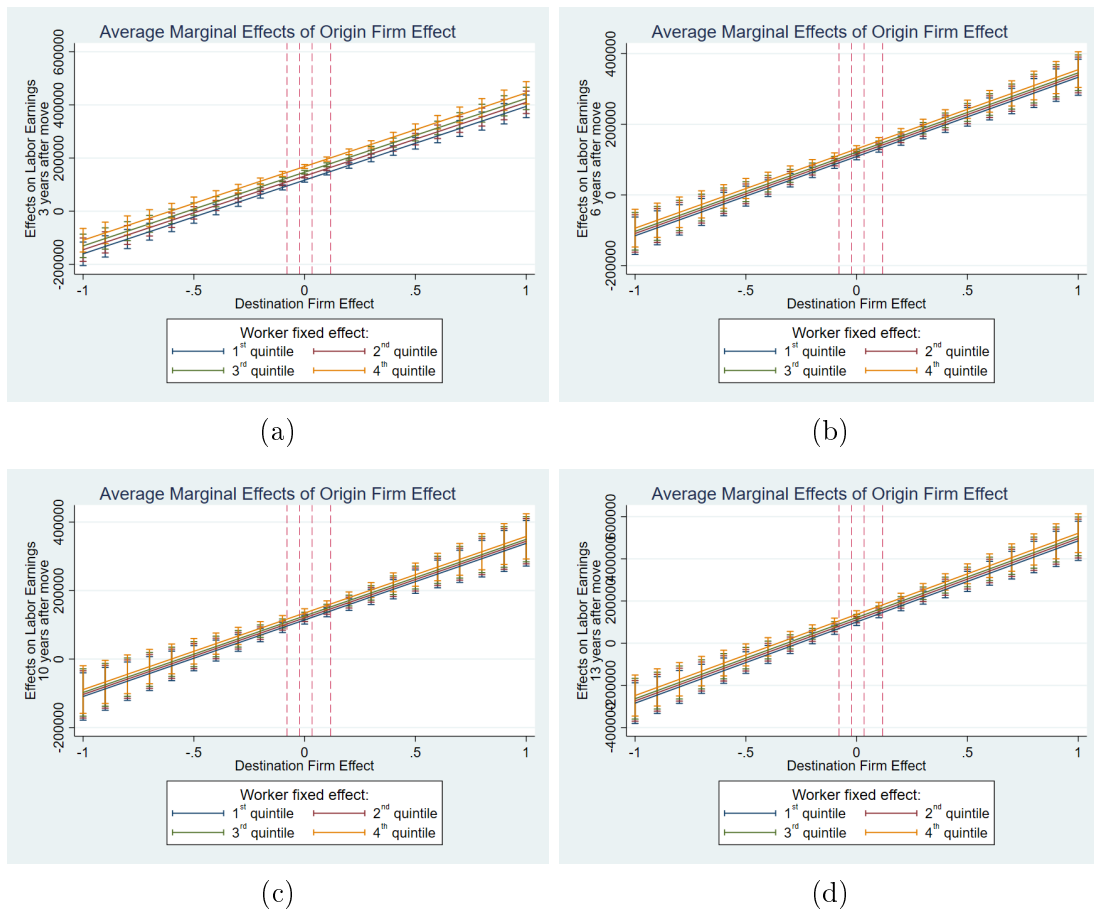 Average Marginal Effects of Origin Firm Effect
Effects on Labor Earnings
3 years after move
600000
400000
200000
0
-200000
-1 -.5 0 .5 1
Destination Firm Effect
Worker fixed effect:
1st quintile 2nd quintile
3rd quintile 4th quintile
(a)
Average Marginal Effects of Origin Firm Effect
Effects on Labor Earnings
6 years after move
400000
200000
0
-200000
-1 -.5 0 .5 1
Destination Firm Effect
Worker fixed effect:
1st quintile 2nd quintile
3rd quintile 4th quintile
(b)
Average Marginal Effects of Origin Firm Effect
Effects on Labor Earnings
10 years after move
400000
200000
0
-200000
-1 -.5 0 .5 1
Destination Firm Effect
Worker fixed effect:
1st quintile 2nd quintile
3rd quintile 4th quintile
(c)
Average Marginal Effects of Origin Firm Effect
Effects on Labor Earnings
13 years after move
600000
400000
200000
0
-200000
-400000
-1 -.5 0 .5 1
Destination Firm Effect
Worker fixed effect:
1st quintile 2nd quintile
3rd quintile 4th quintile
(d)